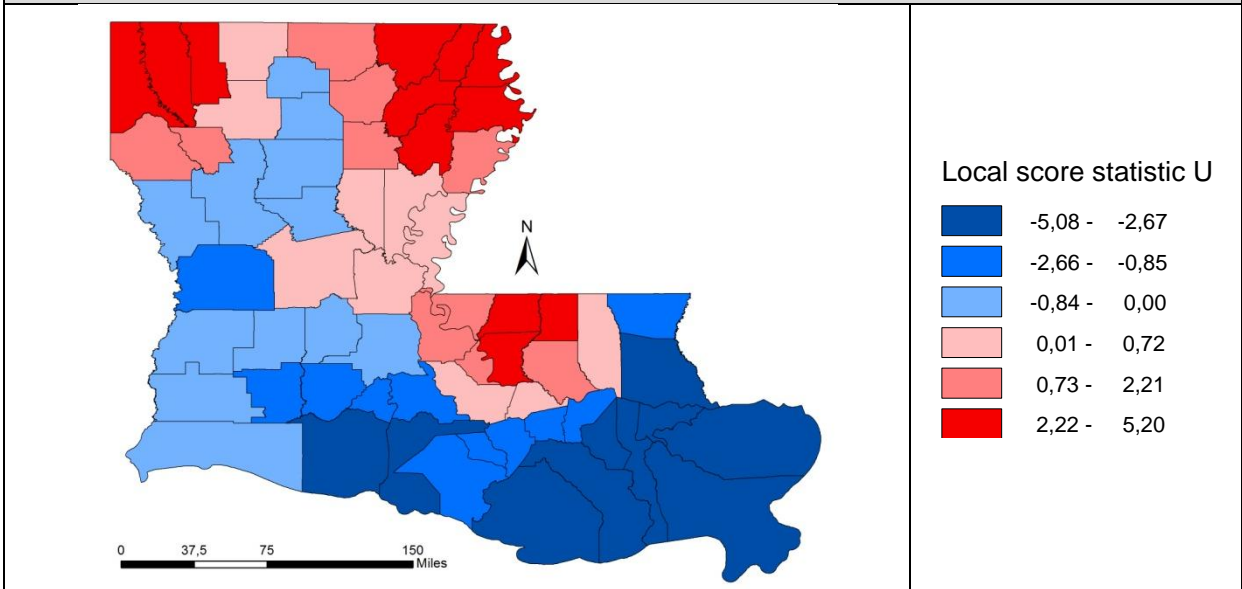 N
0 37,5 75 150
Miles
Local score statistic U
-5,08 - -2,67
-2,66 - -0,85
-0,84 - 0,00
0,01 - 0,72
0,73 - 2,21
2,22 - 5,20